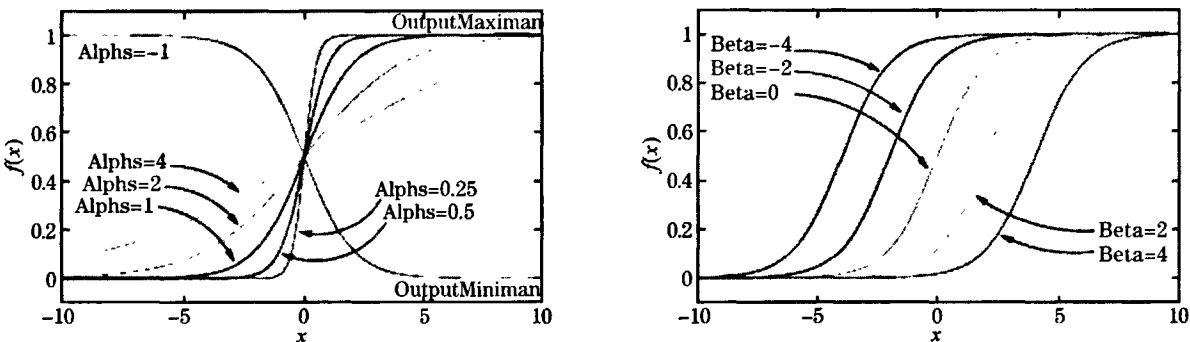 OutputMaximan
Alphs=-1
1
0.8
0.6
0.4
0.2
0
f(x)
Alphs=4
Alphs=2
Alphs=1
Alphs=0.25
Alphs=0.5
OutputMiniman
-10
-5
0
5
10
x
1
0.8
0.6
0.4
0.2
0
f(x)
Beta=-4
Beta=-2
Beta=0
Beta=2
Beta=4
-10
-5
0
5
10
x